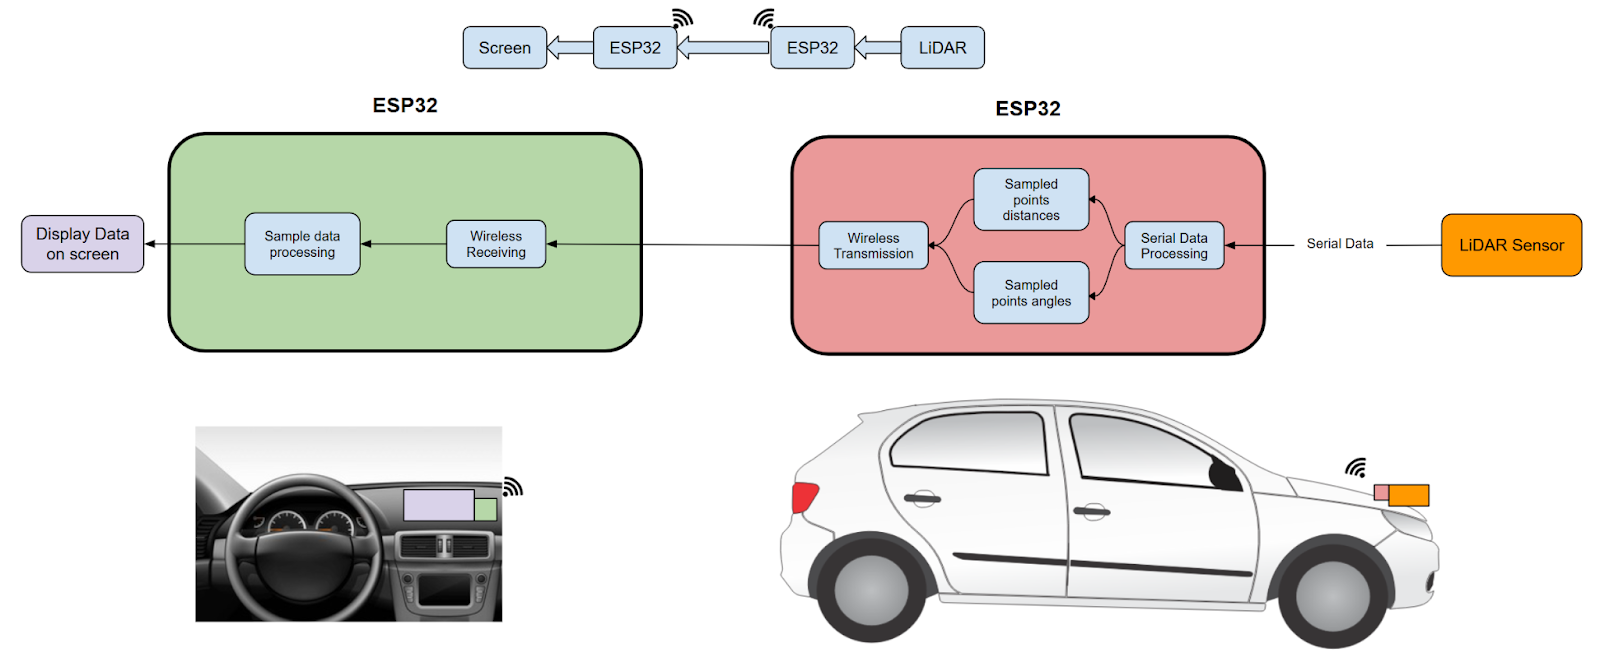 Screen
ESP32
ESP32
LiDAR
ESP32
ESP32
Display Data
on screen
Sample data
processing
Wireless
Receiving
Wireless
Transmission
Sampled
points
distances
Sampled
points angles
Serial Data
Processing
Serial Data
LiDAR Sensor